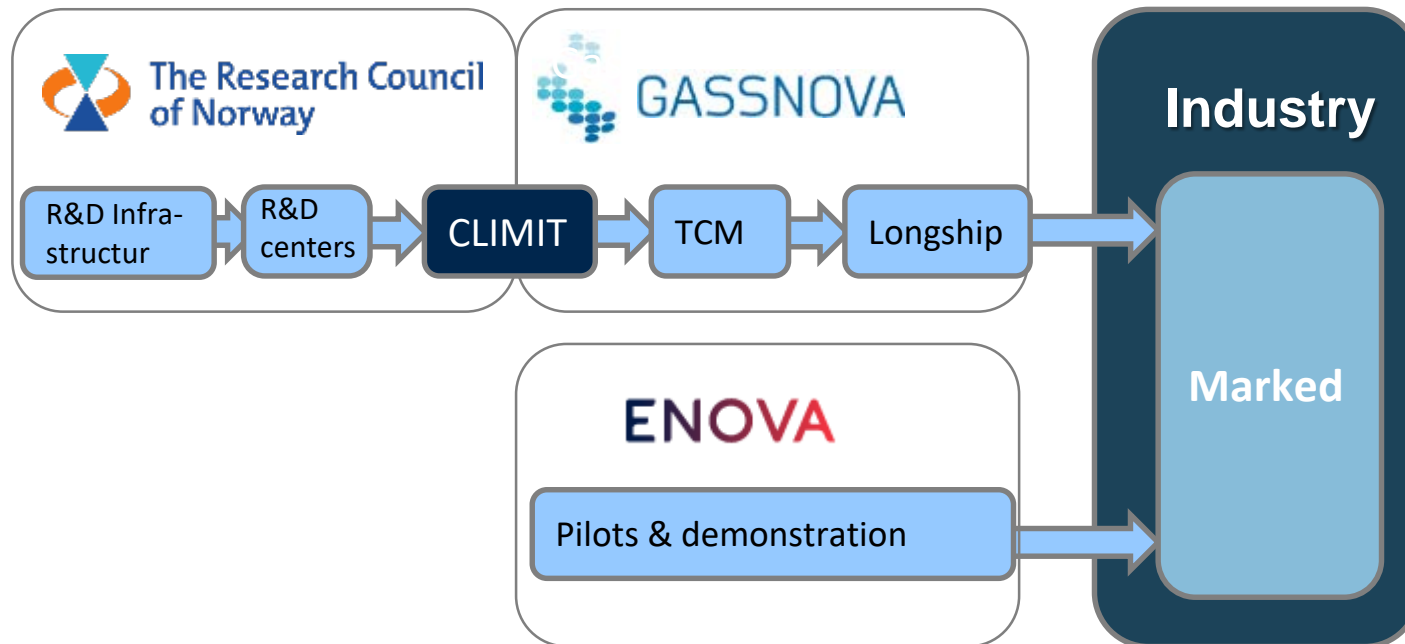 The Research Council
of Norway
GASSNOVA
Industry
R&D Infra-
structur
R&D
centers
CLIMIT
TCM
Longship
Marked
ENOVA
Pilots & demonstration